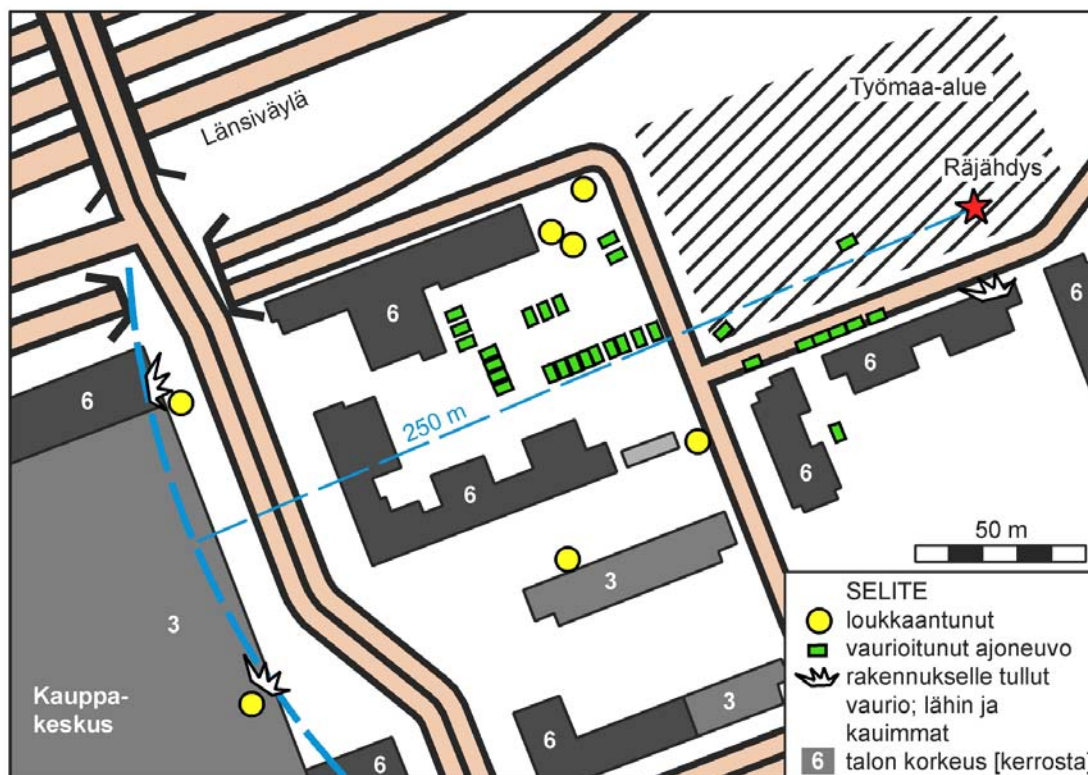 Länsiväylä
Työmaa-alue
Räjähdys
6
6
6
6
250 m
6
6
6
50 m
3
3
Kauppa-
keskus
6
3
6
SELITE
loukkaantunut
vaurioitunut ajoneuvo
rakennukselle tullut
vaurio; lähin ja
kauimmat
6 talon korkeus [kerrosta]